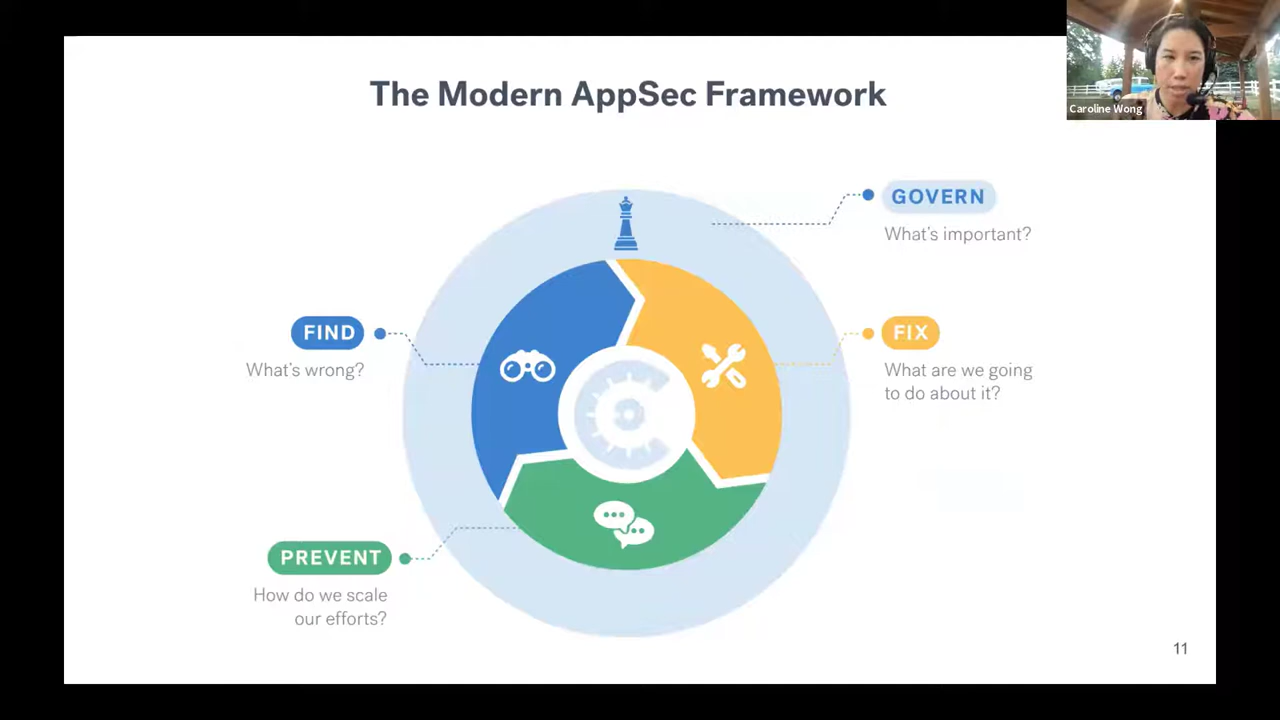 The Modern AppSec Framework
Caroline Wong
GOVERN
What's important?
FIND
What's wrong?
FIX
What are we going
to do about it?
PREVENT
How do we scale
our efforts?
11